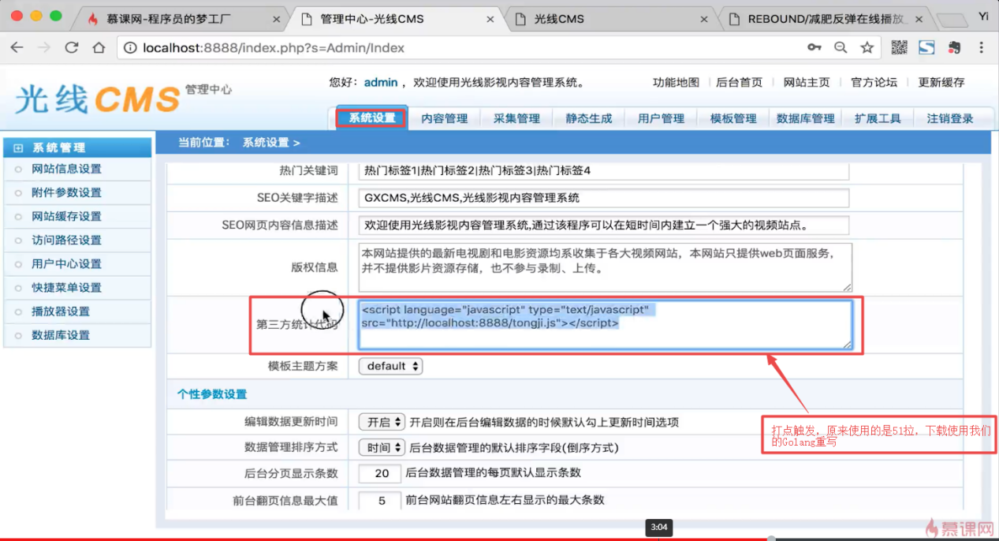 慕课网-程序员的梦工厂
管理中心-光线CMS
光线CMS
REBOUND/减肥反弹在线播放_
Yi
localhost:8888/index.php?s=Admin/Index
光线CMS 管理中心
您好：admin ，欢迎使用光线影视内容管理系统。
功能地图 后台首页 网站主页 官方论坛 更新缓存
系统设置 内容管理 采集管理 静态生成 用户管理 模板管理 数据库管理 扩展工具 注销登录
系统管理
网站信息设置
附件参数设置
网站缓存设置
访问路径设置
用户中心设置
快捷菜单设置
播放器设置
数据库设置
当前位置： 系统设置 >
热门关键词 热门标签1|热门标签2|热门标签3|热门标签4
SEO关键字描述 GXCMS,光线CMS,光线影视内容管理系统
SEO网页内容信息描述 欢迎使用光线影视内容管理系统,通过该程序可以在短时间内建立一个强大的视频站点。
版权信息 本网站提供的最新电视剧和电影资源均系收集于各大视频网站，本网站只提供web页面服务，
并不提供影片资源存储，也不参与录制、上传。
第三方统计代码 <script language="javascript" type="text/javascript"
src="http://localhost:8888/tongji.js"></script>
模板主题方案 default
个性参数设置
编辑数据更新时间 开启 开启则在后台编辑数据的时候默认勾上更新时间选项
数据管理排序方式 时间 后台数据管理的默认排序字段(倒序方式)
后台分页显示条数 20 后台数据管理的每页默认显示条数
前台翻页信息最大值 5 前台网站翻页信息左右显示的最大条数
打点触发，原来使用的是51拉，下载使用我们
的Golang重写
3:04
慕课网